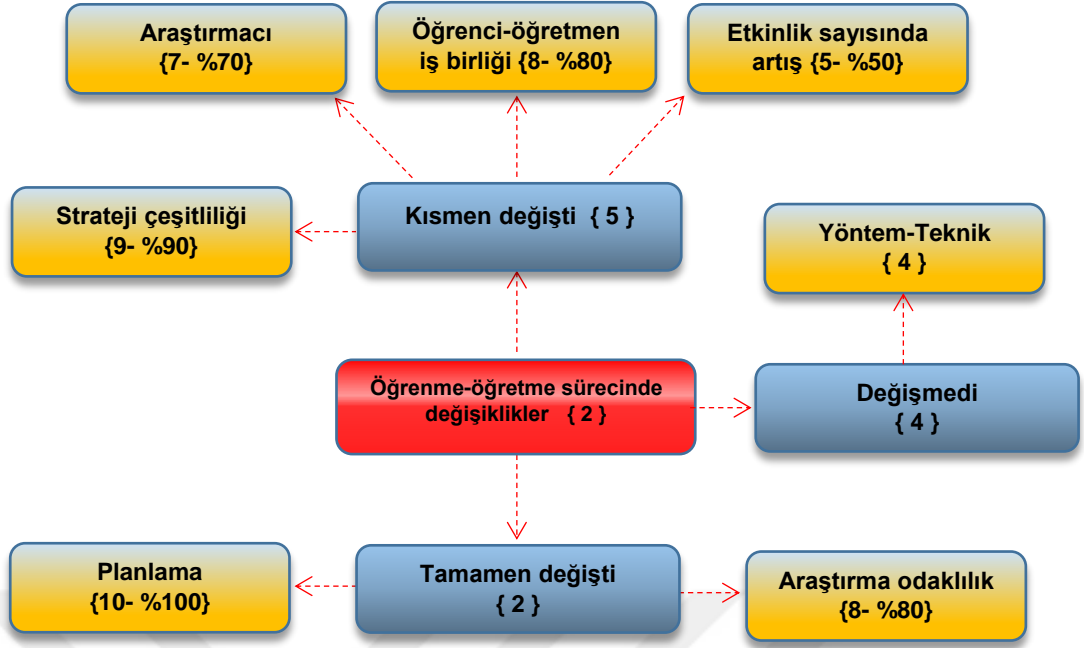 Araştırmacı
{7- %70}
Öğrenci-öğretmen
iş birliği {8- %80}
Etkinlik sayısında
artış {5- %50}
Strateji çeşitliliği
{9- %90}
Kısmen değişti { 5 }
Yöntem-Teknik
{ 4 }
Öğrenme-öğretme sürecinde
değişiklikler { 2 }
Değişmedi
{ 4 }
Planlama
{10- %100}
Tamamen değişti
{ 2 }
Araştırma odaklılık
{8- %80}